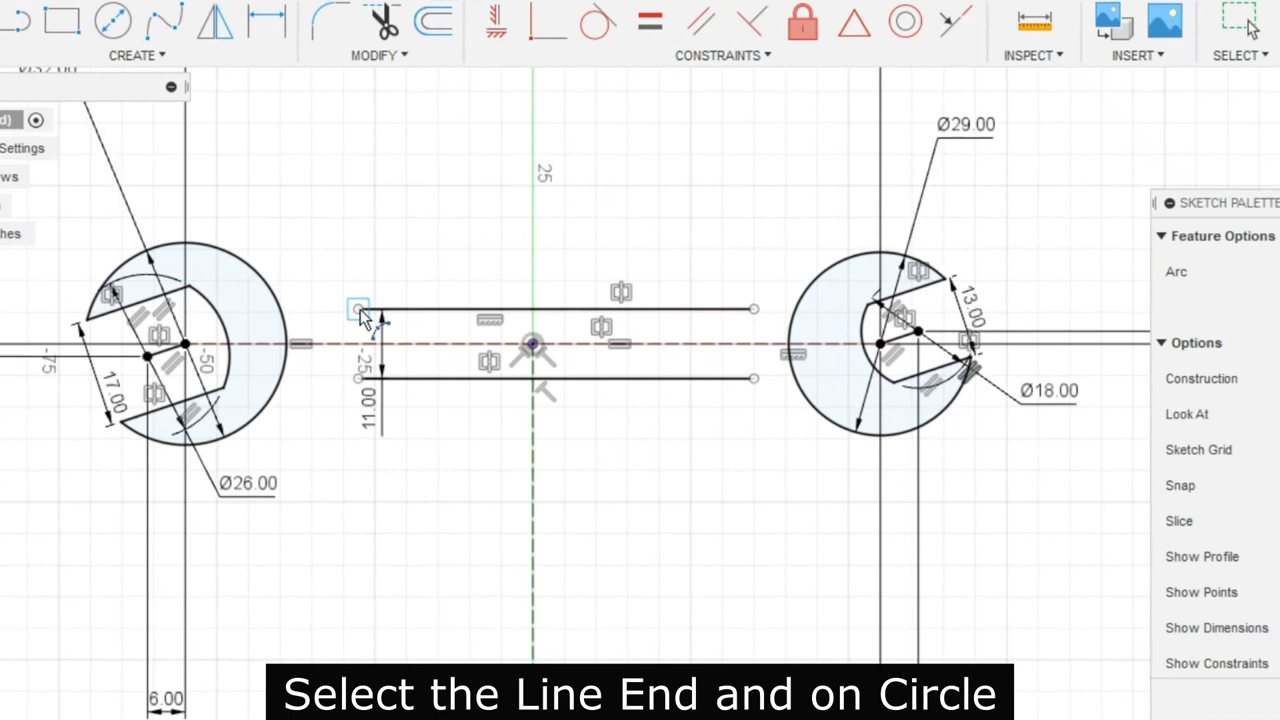 CREATE
MODIFY
CONSTRAINTS
INSPECT
INSERT
SELECT
Ø32.00
d)
Settings
ws
hes
SKETCH PALETTE
Feature Options
Arc
Options
Construction
Look At
Sketch Grid
Snap
Slice
Show Profile
Show Points
Show Dimensions
Show Constraints
25
Ø29.00
13.00
Ø18.00
-75
-50
-25
17.00
11.00
Ø26.00
6.00
Select the Line End and on Circle